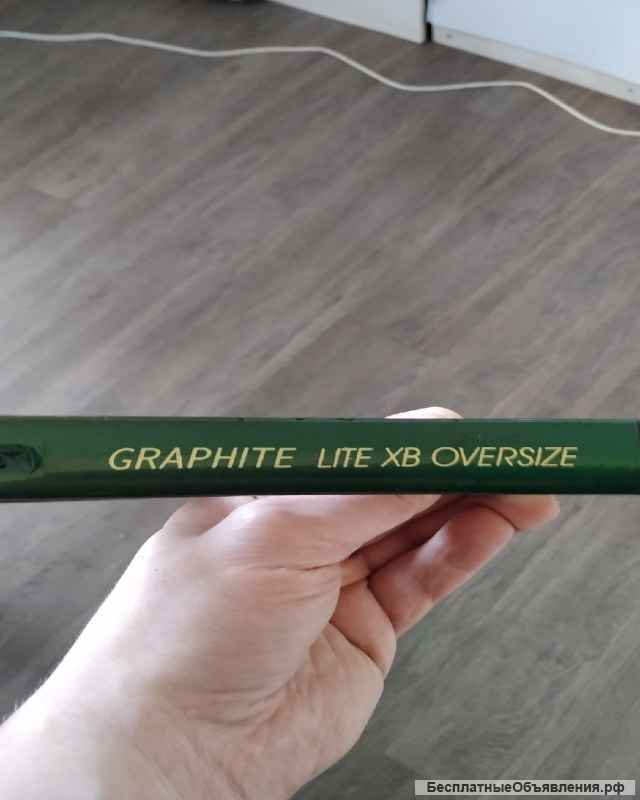 GRAPHITE LITE XB OVERSIZE
БесплатныеОбъявления.рф